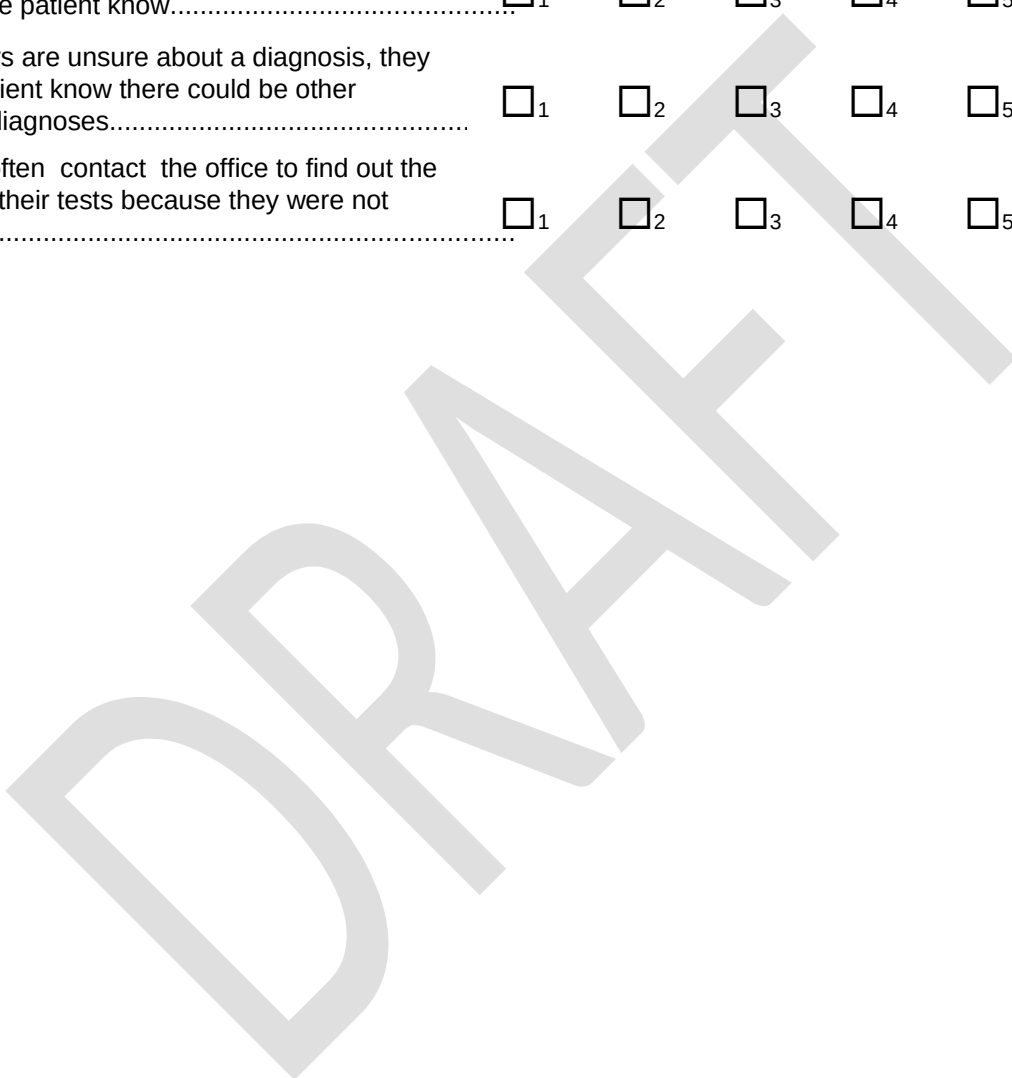 e patient know................................................ □1 □2 □3 □4 □5
rs are unsure about a diagnosis, they
ient know there could be other
diagnoses................................................ □1 □2 □3 □4 □5
ften contact the office to find out the
their tests because they were not
...................................................................... □1 □2 □3 □4 □5
DRAFT